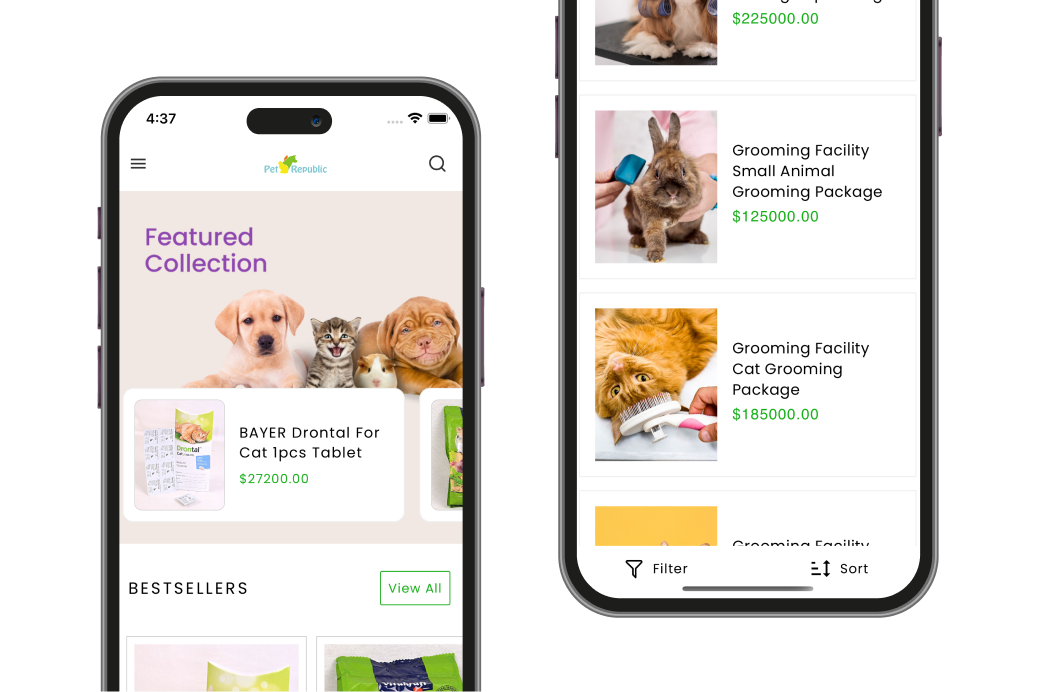 4:37
Pet Republic
Featured
Collection
Drontal
BAYER Drontal For
Cat 1pcs Tablet
$27200.00
BESTSELLERS
View All
$225000.00
Grooming Facility
Small Animal
Grooming Package
$125000.00
Grooming Facility
Cat Grooming
Package
$185000.00
Grooming Facility
Filter
Sort